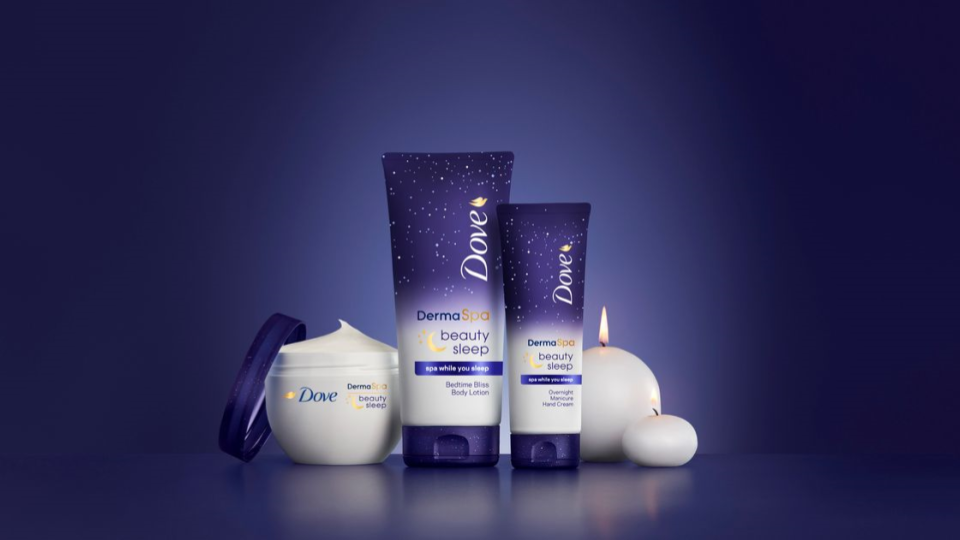 Dove
DermaSpa
beauty
sleep
Dove
DermaSpa
beauty
sleep
spa while you sleep
Bedtime Bliss
Body Lotion
Dove
DermaSpa
beauty
sleep
spa while you sleep
Overnight
Manicure
Hand Cream